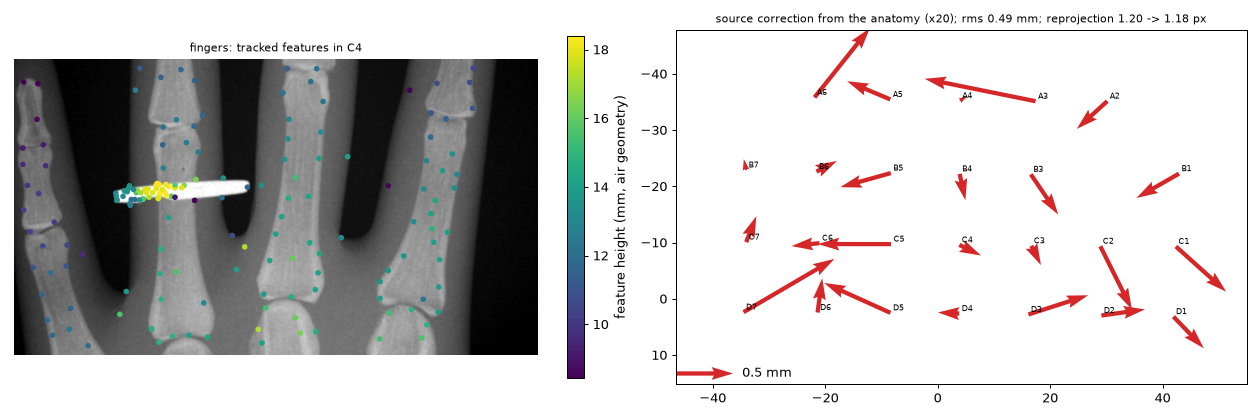 fingers: tracked features in C4
18
16
14
12
10
feature height (mm, air geometry)
source correction from the anatomy (x20); rms 0.49 mm; reprojection 1.20 -> 1.18 px
−40
−30
−20
−10
0
10
A6
A5
A4
A3
A2
B7
B6
B5
B4
B3
B1
C7
C6
C5
C4
C3
C2
C1
D7
D6
D5
D4
D3
D2
D1
0.5 mm
−40
−20
0
20
40